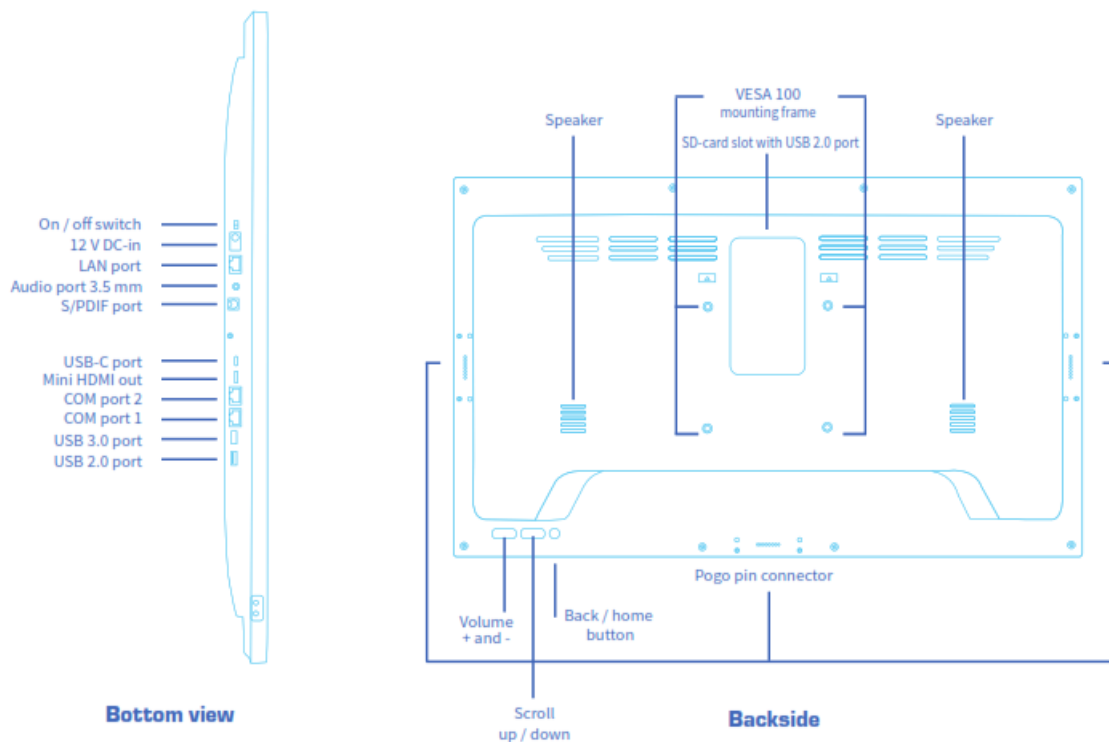 On / off switch
12 V DC-in
LAN port
Audio port 3.5 mm
S/PDIF port
USB-C port
Mini HDMI out
COM port 2
COM port 1
USB 3.0 port
USB 2.0 port
Bottom view
VESA 100
mounting frame
Speaker
SD-card slot with USB 2.0 port
Speaker
Pogo pin connector
Volume
+ and -
Back / home
button
Scroll
up / down
Backside